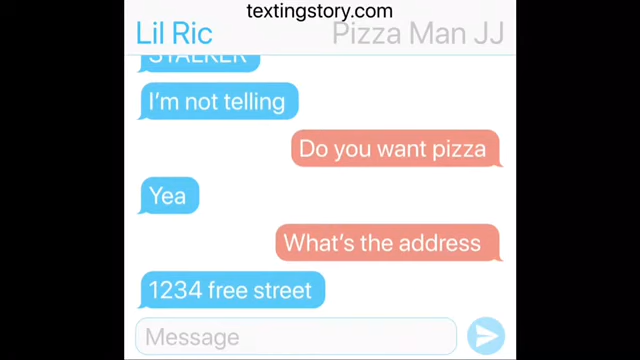 textingstory.com
Lil Ric
Pizza Man JJ
STALKER
I'm not telling
Do you want pizza
Yea
What's the address
1234 free street
Message